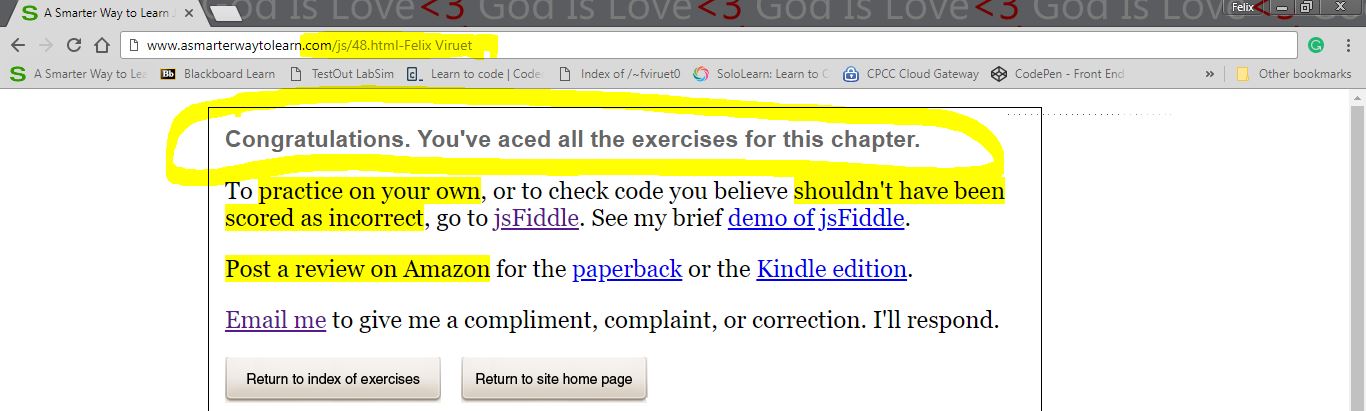 God Is Love<3 God Is Love<3 God Is Love<3 God Is Love<3
Felix
A Smarter Way to Learn J
www.asmarterwaytolearn.com/js/48.html-Felix Viruet
A Smarter Way to Lea Blackboard Learn TestOut LabSim Learn to code | Code Index of /~fviruet0 SoloLearn: Learn to C CPCC Cloud Gateway CodePen - Front End » Other bookmarks
Congratulations. You've aced all the exercises for this chapter.
To practice on your own, or to check code you believe shouldn't have been
scored as incorrect, go to jsFiddle. See my brief demo of jsFiddle.
Post a review on Amazon for the paperback or the Kindle edition.
Email me to give me a compliment, complaint, or correction. I'll respond.
Return to index of exercises Return to site home page